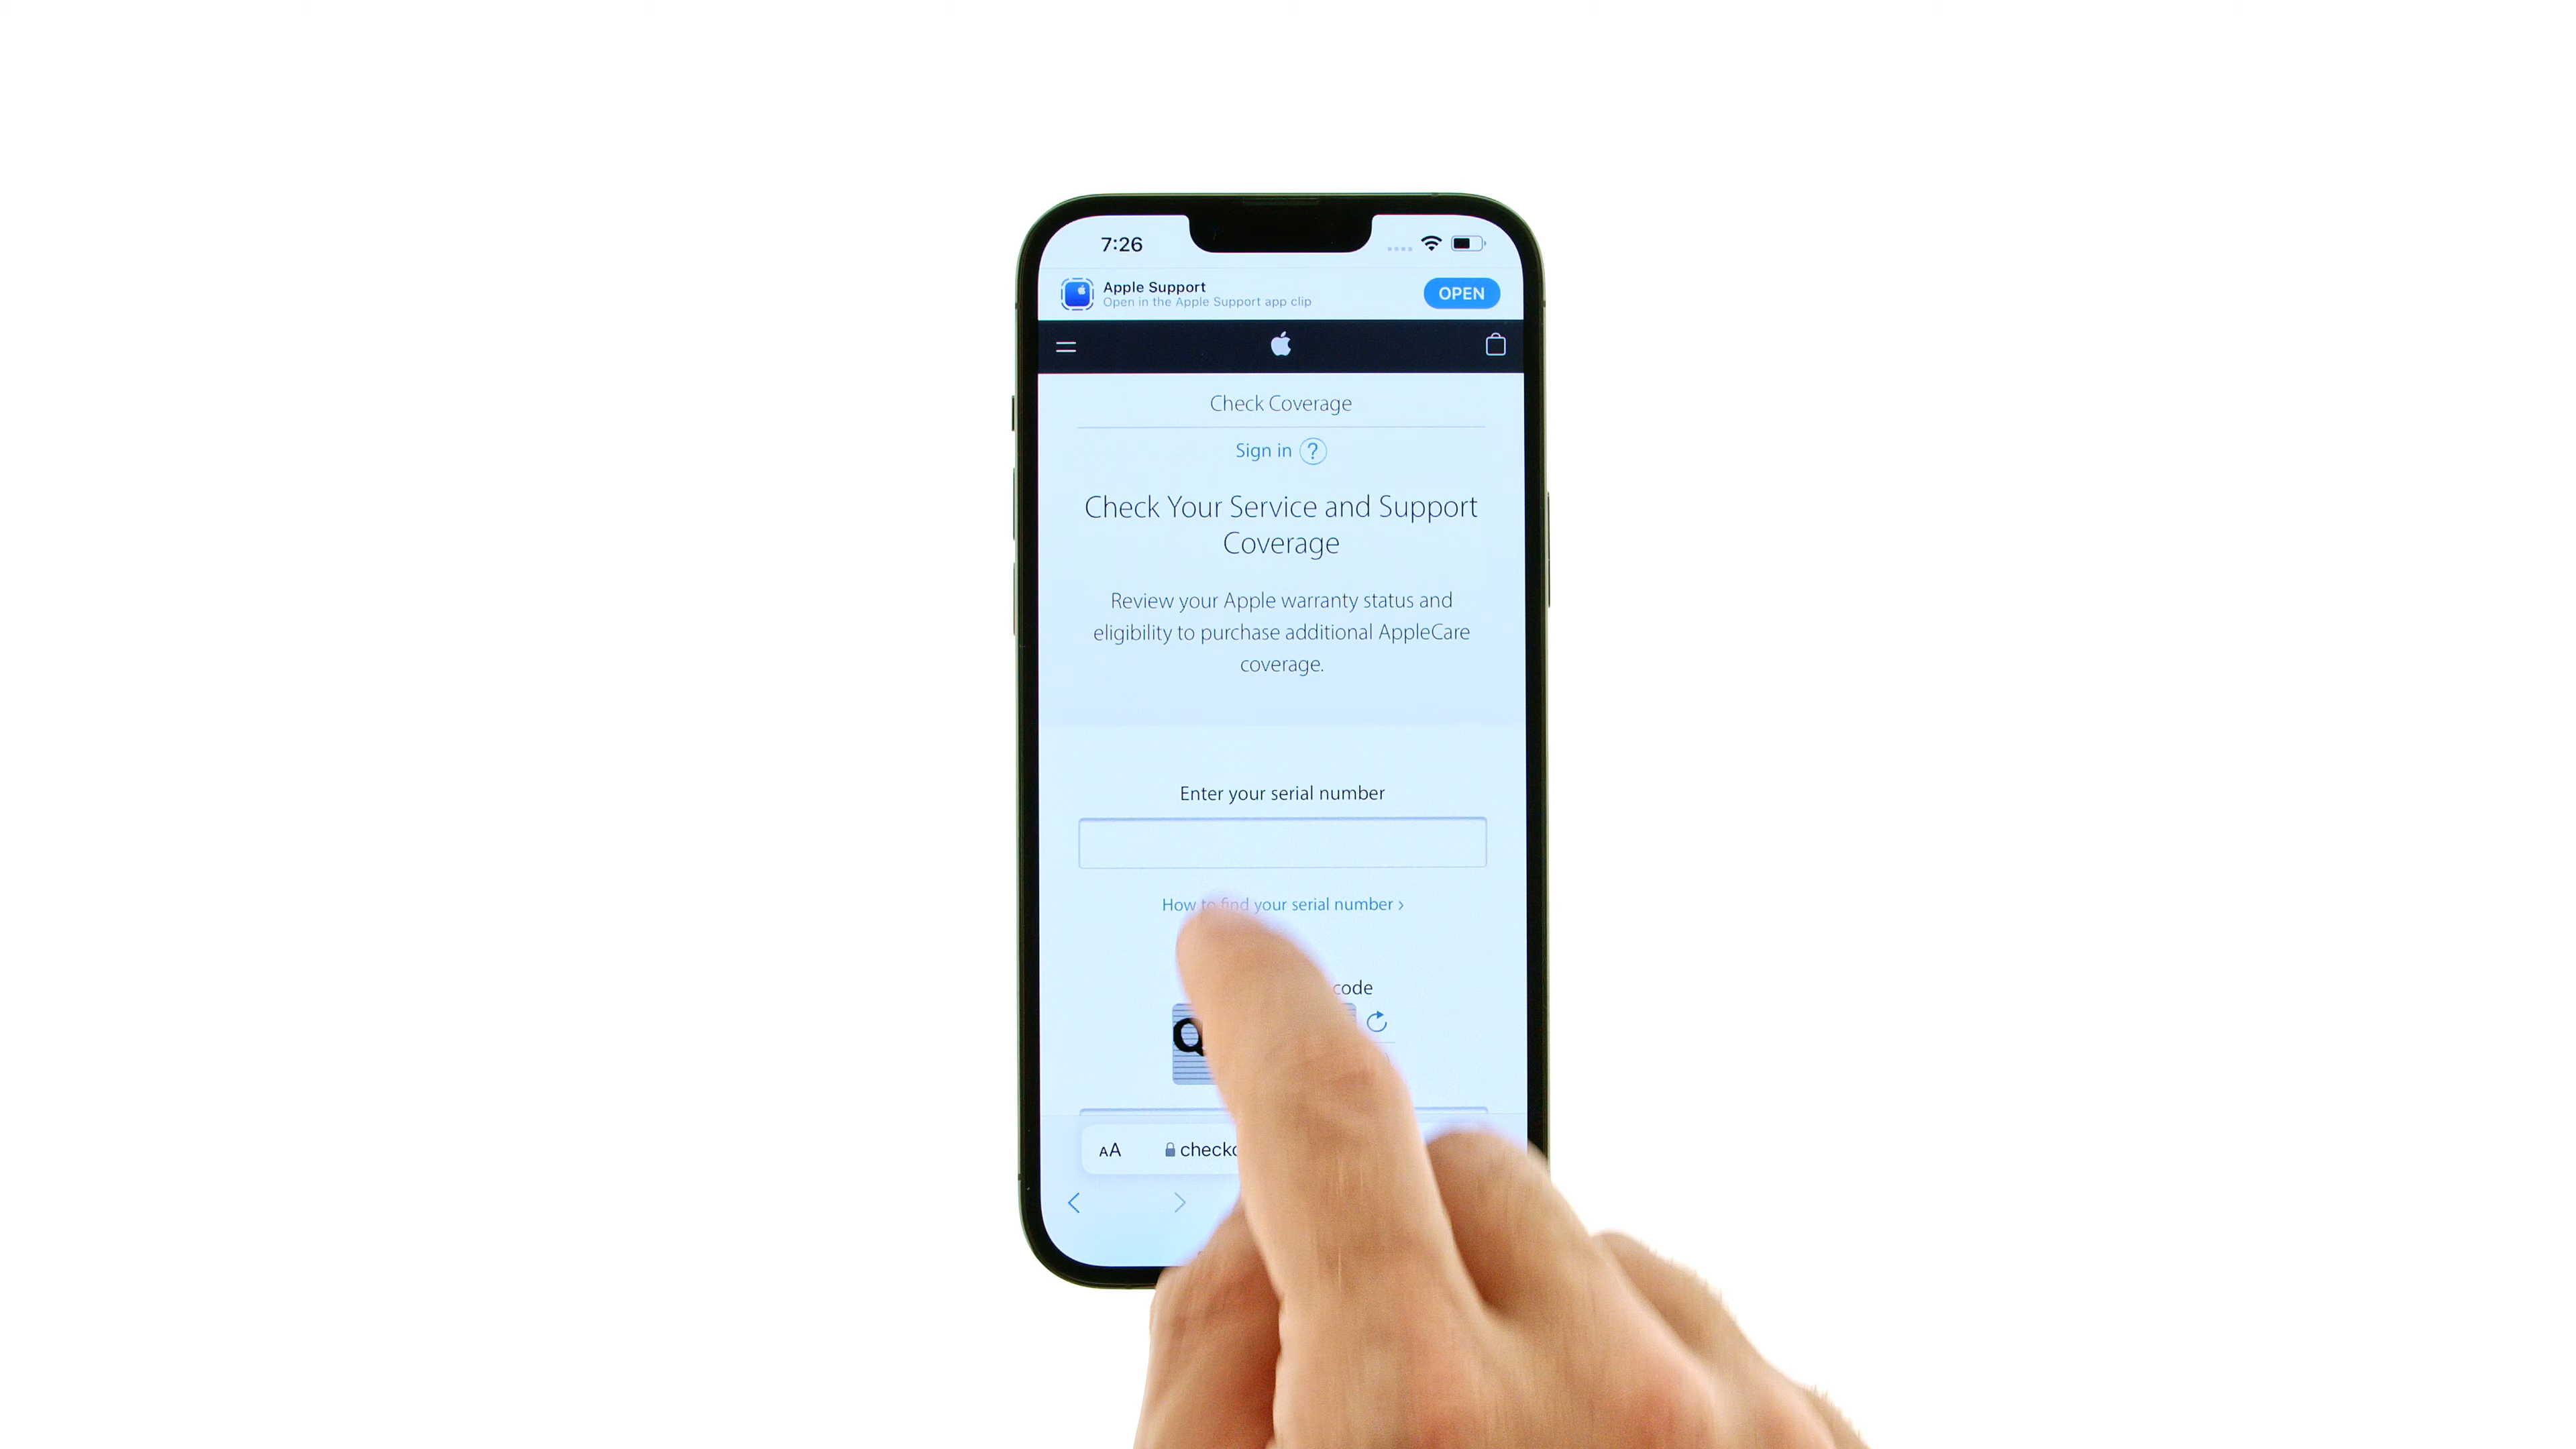 7:26
Apple Support
Open in the Apple Support app clip
OPEN
Check Coverage
Sign in ?
Check Your Service and Support
Coverage
Review your Apple warranty status and
eligibility to purchase additional AppleCare
coverage.
Enter your serial number
How to find your serial number >
code
Q
AA